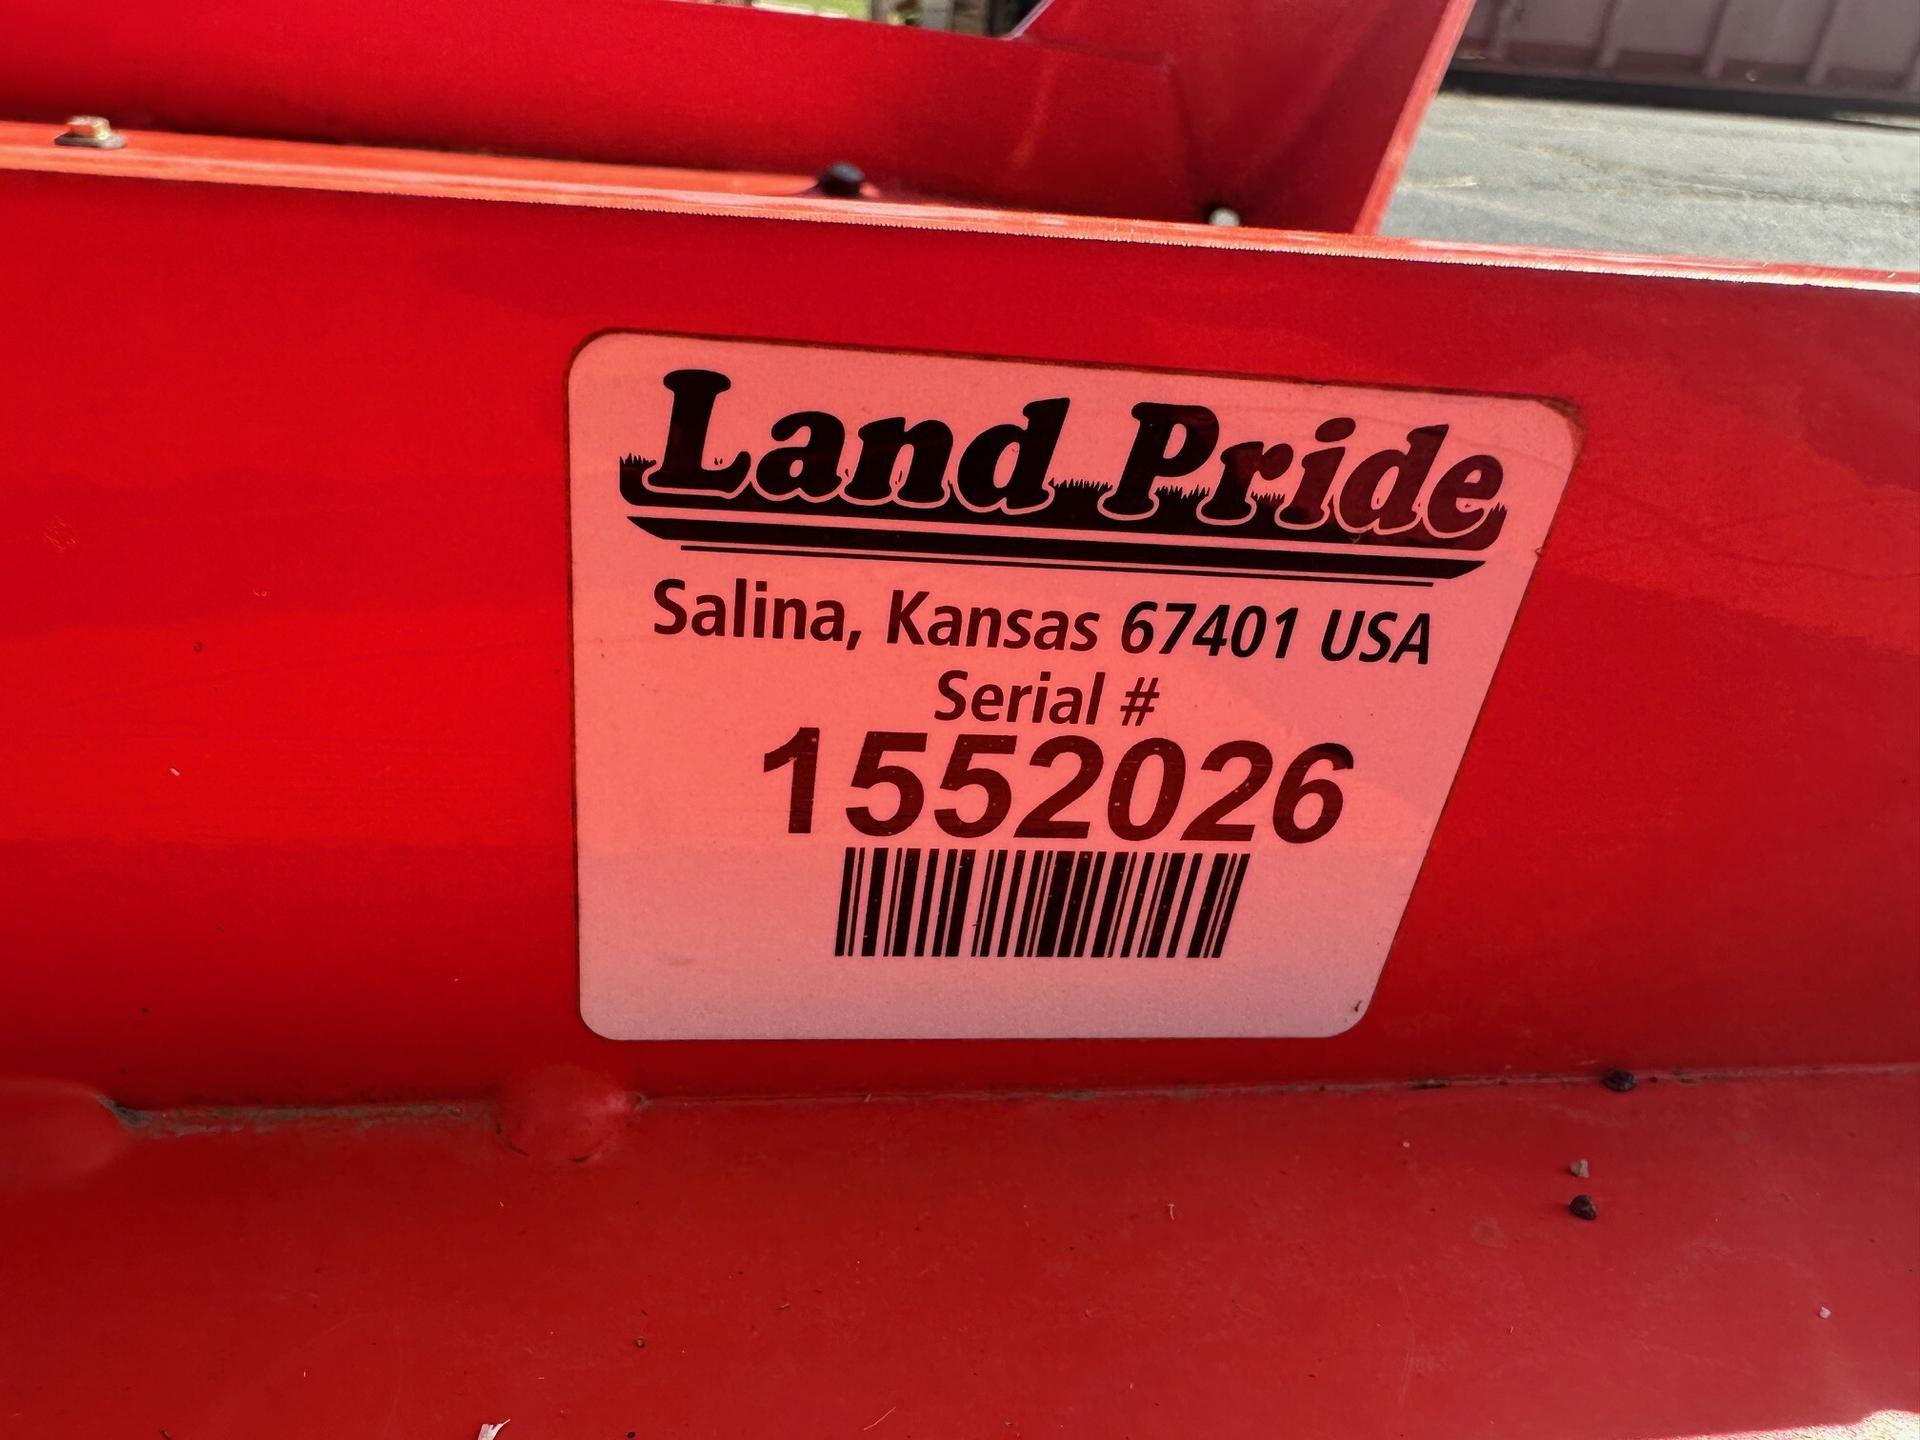 Land Pride
Salina, Kansas 67401 USA
Serial #
1552026